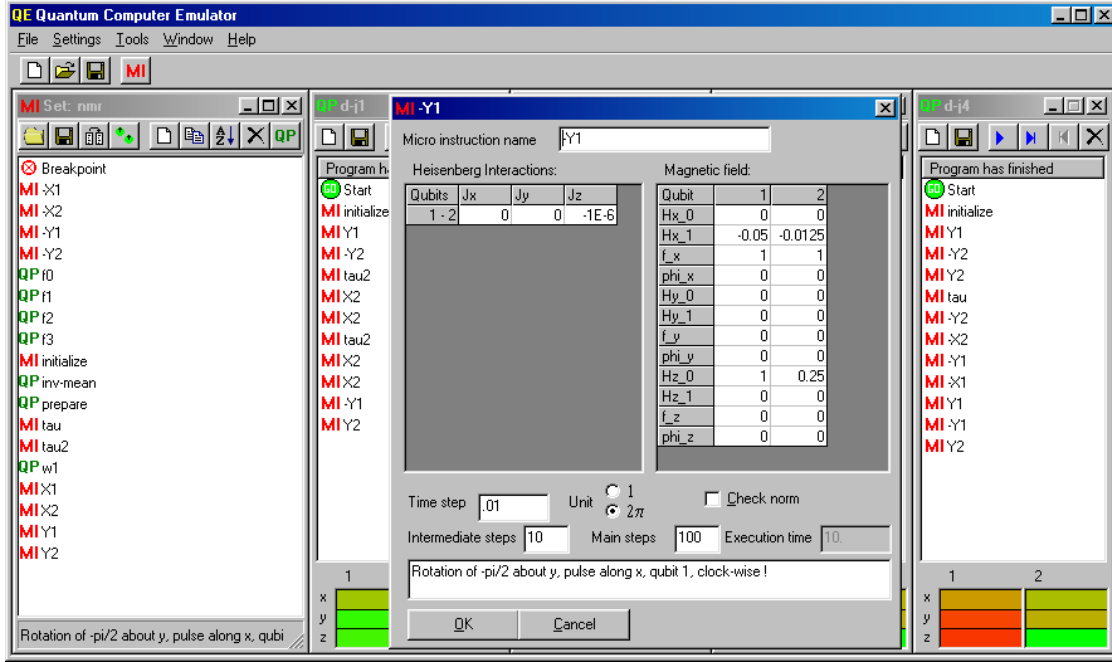 QE Quantum Computer Emulator
File Settings Tools Window Help
MI
MI Set: nmr
QP
Breakpoint
MI -X1
MI -X2
MI -Y1
MI -Y2
QP f0
QP f1
QP f2
QP f3
MI initialize
QP inv-mean
QP prepare
MI tau
MI tau2
QP w1
MI X1
MI X2
MI Y1
MI Y2
Rotation of -pi/2 about y, pulse along x, qubi
QP d-j1
Program h
GO Start
MI initialize
MI Y1
MI -Y2
MI tau2
MI X2
MI X2
MI tau2
MI X2
MI X2
MI -Y1
MI Y2
1
x
y
z
MI -Y1
Micro instruction name -Y1
Heisenberg Interactions:
Qubits Jx Jy Jz
1 - 2 0 0 -1E-6
Magnetic field:
Qubit 1 2
Hx_0 0 0
Hx_1 -0.05 -0.0125
f_x 1 1
phi_x 0 0
Hy_0 0 0
Hy_1 0 0
f_y 0 0
phi_y 0 0
Hz_0 1 0.25
Hz_1 0 0
f_z 0 0
phi_z 0 0
Time step .01 Unit 1
2π
Check norm
Intermediate steps 10 Main steps 100 Execution time 10.
Rotation of -pi/2 about y, pulse along x, qubit 1, clock-wise !
OK Cancel
QP d-j4
Program has finished
GO Start
MI initialize
MI Y1
MI -Y2
MI Y2
MI tau
MI -Y2
MI -X2
MI -Y1
MI -X1
MI Y1
MI -Y1
MI Y2
1 2
x
y
z